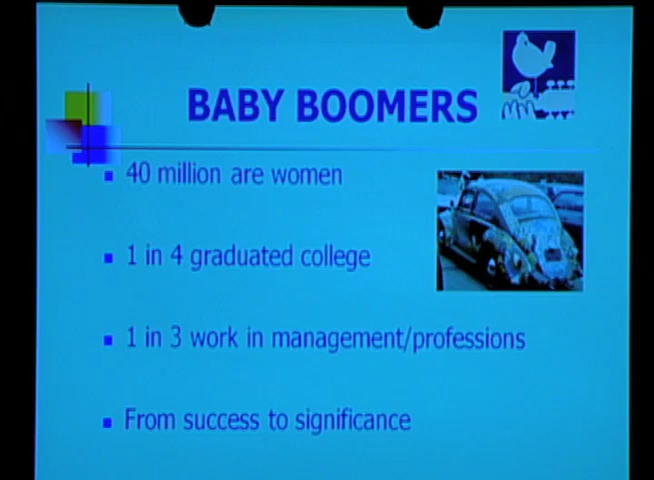 BABY BOOMERS
40 million are women
1 in 4 graduated college
1 in 3 work in management/professions
From success to significance